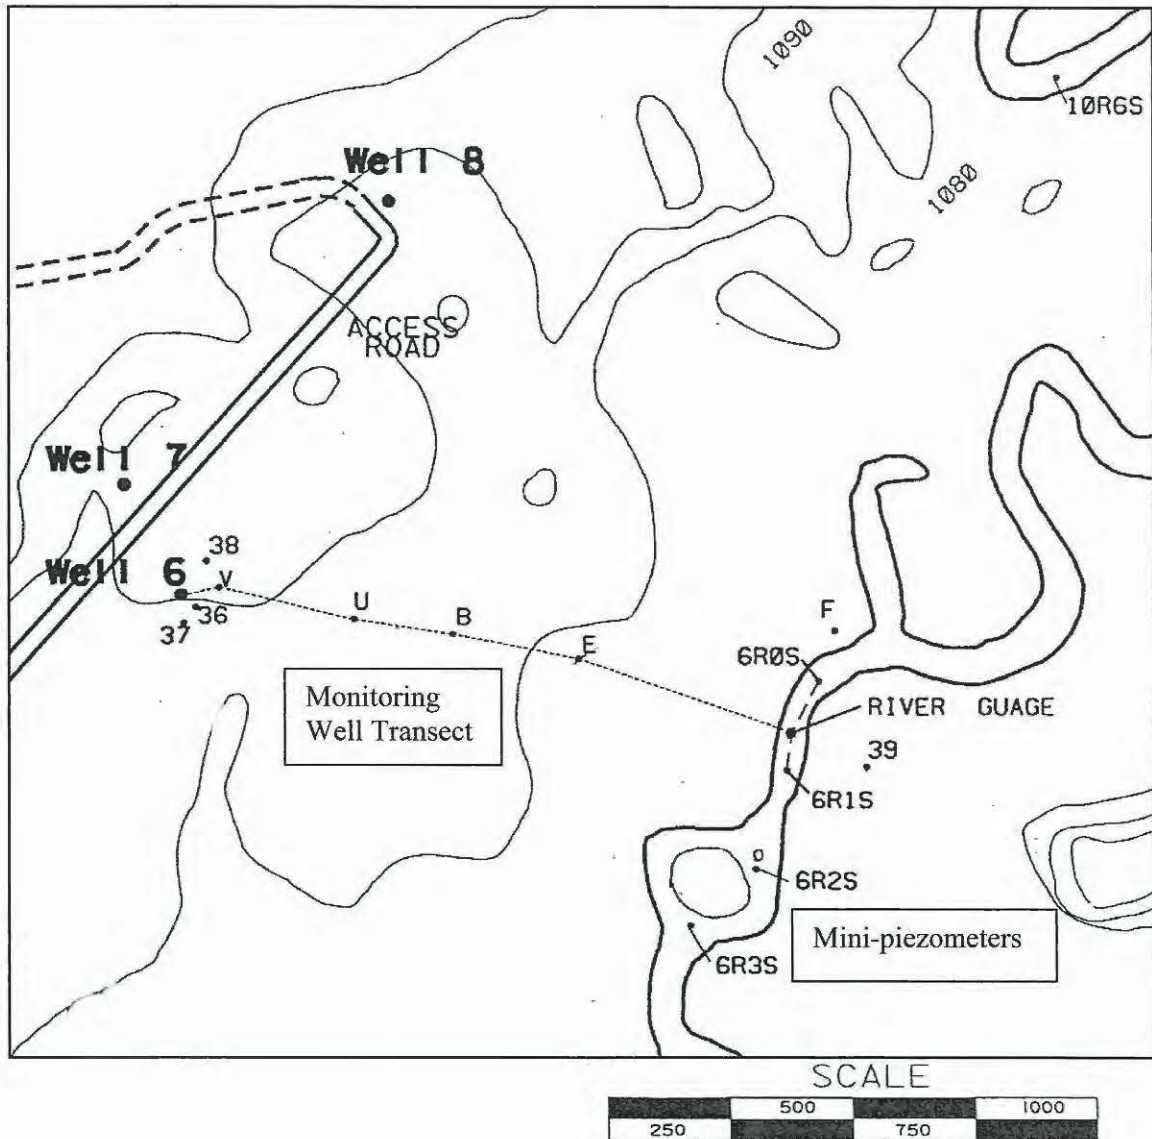 1090
10R6S
Well 8
1080
ACCESS
ROAD
Well 7
38
Well 6
V
36
37
U
B
E
F
6R0S
Monitoring
Well Transect
RIVER GUAGE
39
6R1S
6R2S
Mini-piezometers
6R3S
SCALE
500 1000
250 750